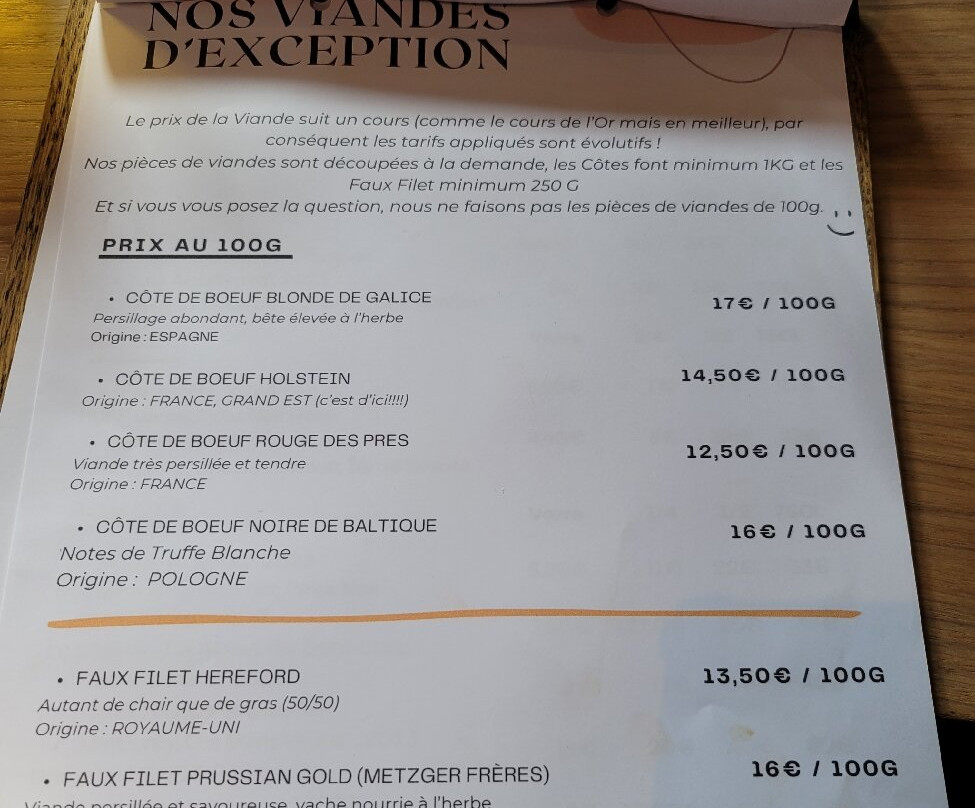 NOS VIANDES
D'EXCEPTION
Le prix de la Viande suit un cours (comme le cours de l'Or mais en meilleur), par
conséquent les tarifs appliqués sont évolutifs !
Nos pièces de viandes sont découpées à la demande, les Côtes font minimum 1KG et les
Faux Filet minimum 250 G
Et si vous vous posez la question, nous ne faisons pas les pièces de viandes de 100g.
PRIX AU 100G
• CÔTE DE BOEUF BLONDE DE GALICE 17€ / 100G
Persillage abondant, bête élevée à l'herbe
Origine : ESPAGNE
• CÔTE DE BOEUF HOLSTEIN 14,50€ / 100G
Origine : FRANCE, GRAND EST (c'est d'ici!!!!)
• CÔTE DE BOEUF ROUGE DES PRES 12,50€ / 100G
Viande très persillée et tendre
Origine : FRANCE
• CÔTE DE BOEUF NOIRE DE BALTIQUE 16€ / 100G
Notes de Truffe Blanche
Origine : POLOGNE
• FAUX FILET HEREFORD 13,50€ / 100G
Autant de chair que de gras (50/50)
Origine : ROYAUME-UNI
• FAUX FILET PRUSSIAN GOLD (METZGER FRÈRES) 16€ / 100G
Viande persillée et savoureuse, vache nourrie à l'herbe